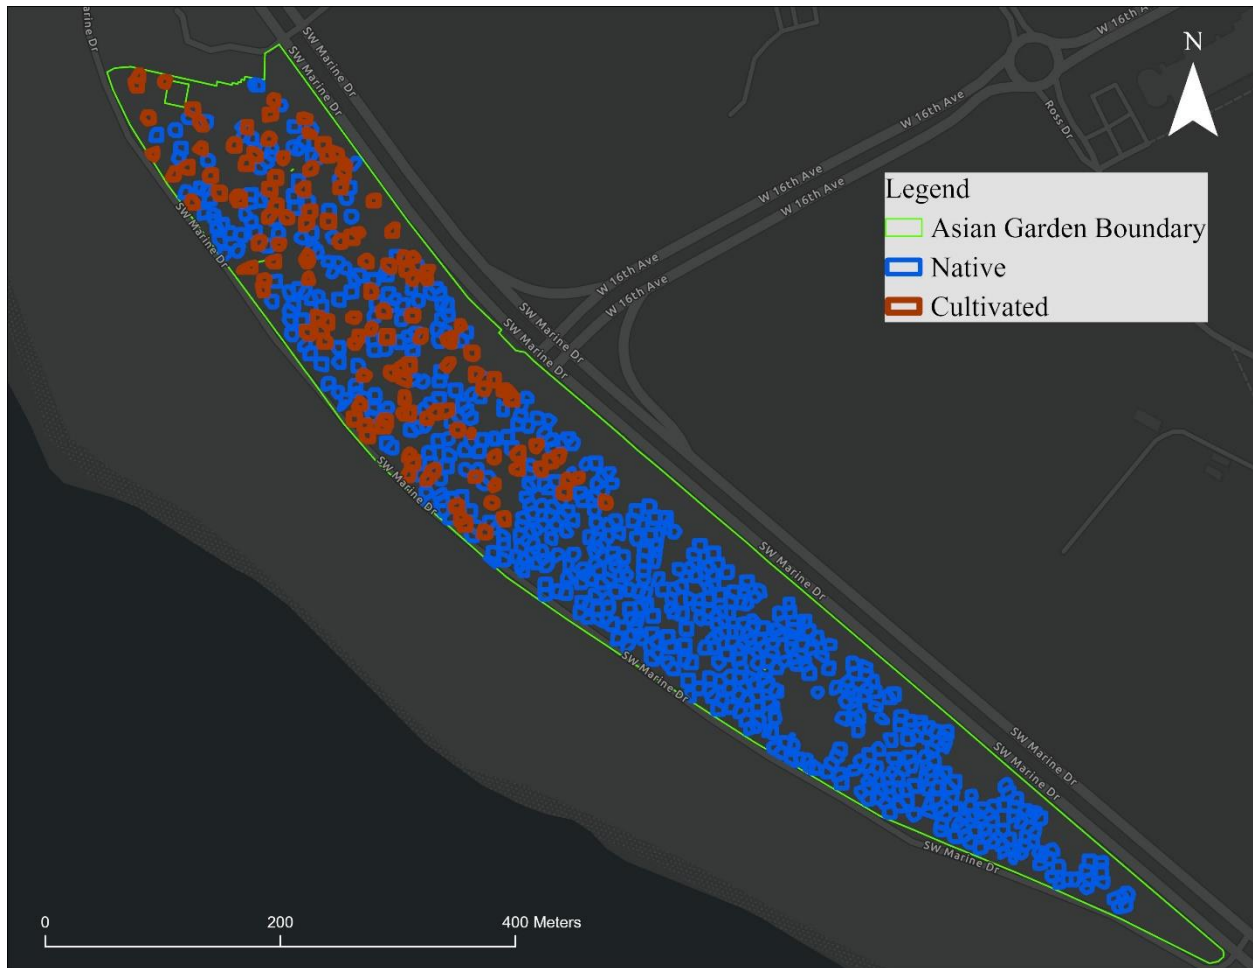 Marine Dr
SW Marine Dr
SW Marine Dr
W 16th Ave
W 16th Ave
Ross Dr
N
W 16th Ave
W 16th Ave
Legend
Asian Garden Boundary
Native
Cultivated
SW Marine Dr
W 16th Ave
W 16th Ave
SW Marine Dr
SW Marine Dr
SW Marine Dr
SW Marine Dr
SW Marine Dr
SW Marine Dr
SW Marine Dr
SW Marine Dr
0 200 400 Meters